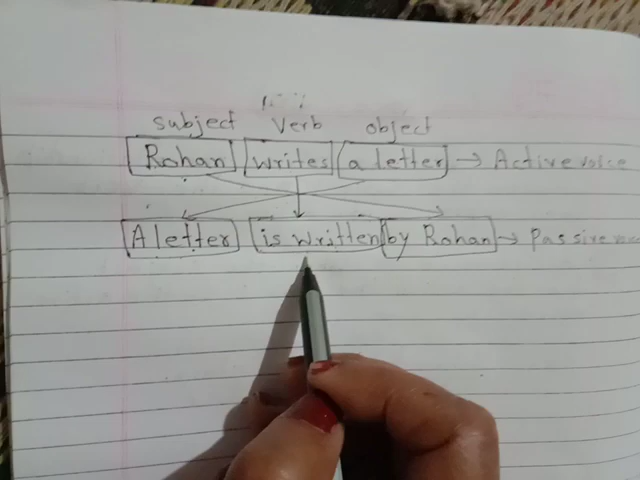 subject Verb object
Rohan writes a letter → Active voice
A letter is written by Rohan → Passive